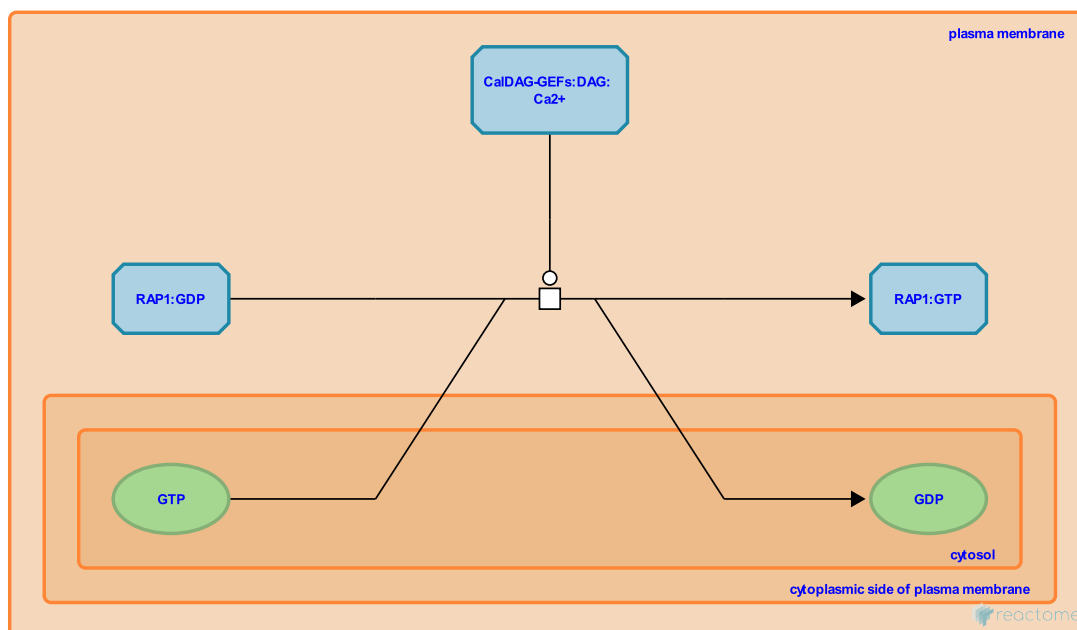 plasma membrane
CalDAG-GEFs:DAG:
Ca2+
RAP1:GDP
RAP1:GTP
GTP
GDP
cytosol
cytoplasmic side of plasma membrane
reactome